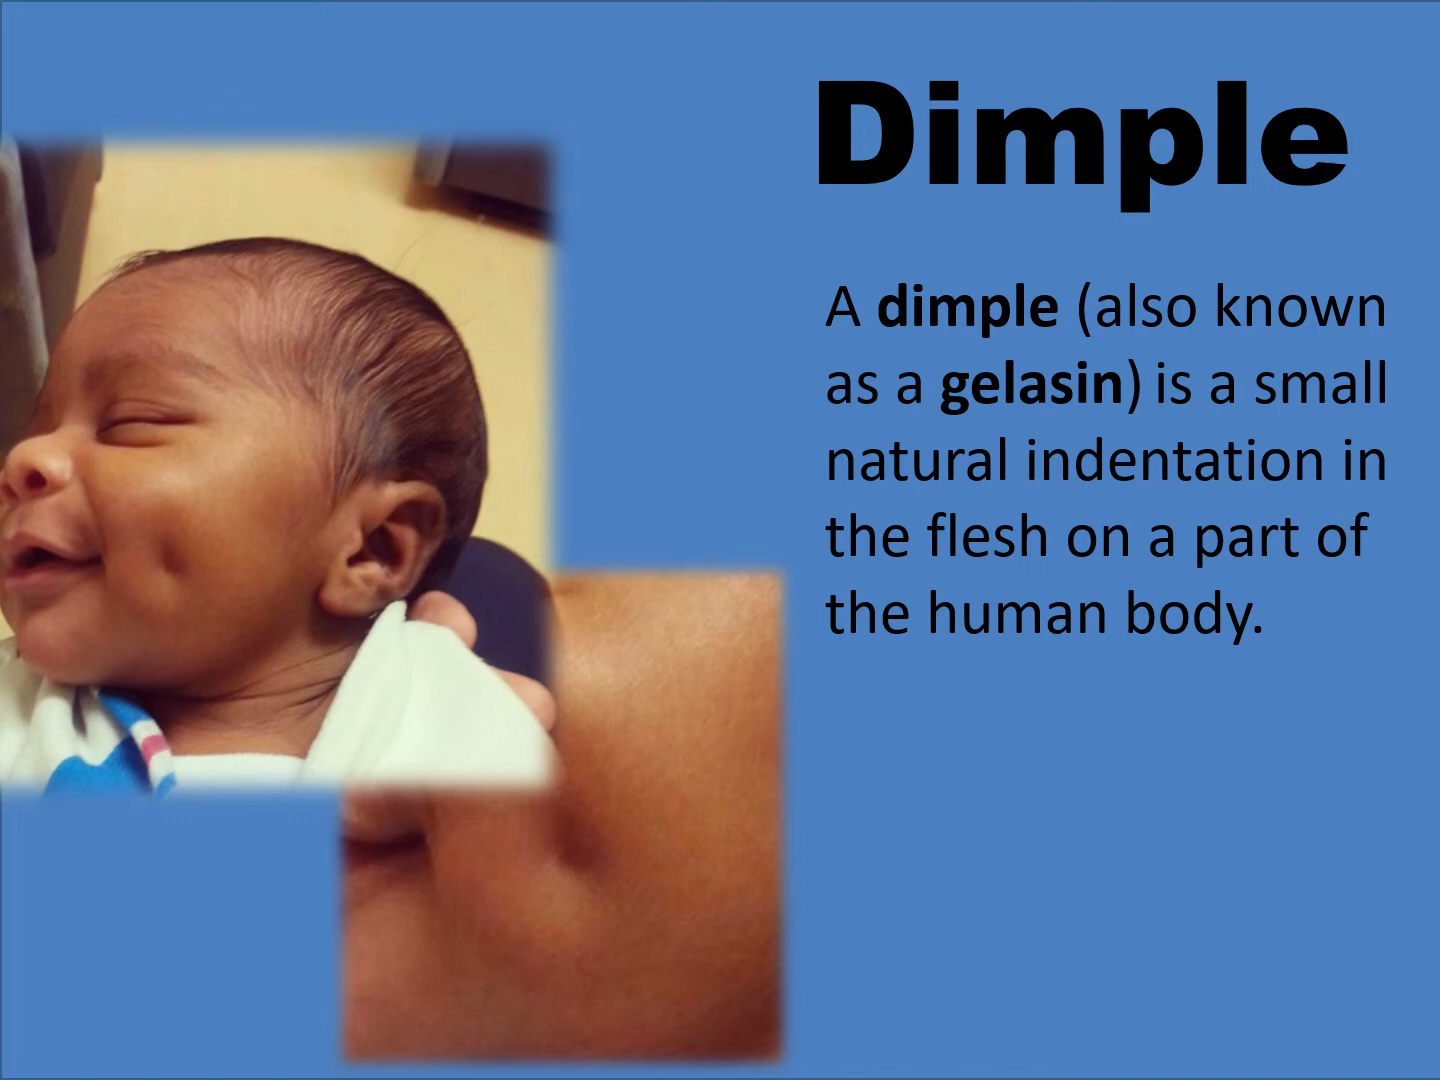 Dimple
A dimple (also known
as a gelasin) is a small
natural indentation in
the flesh on a part of
the human body.